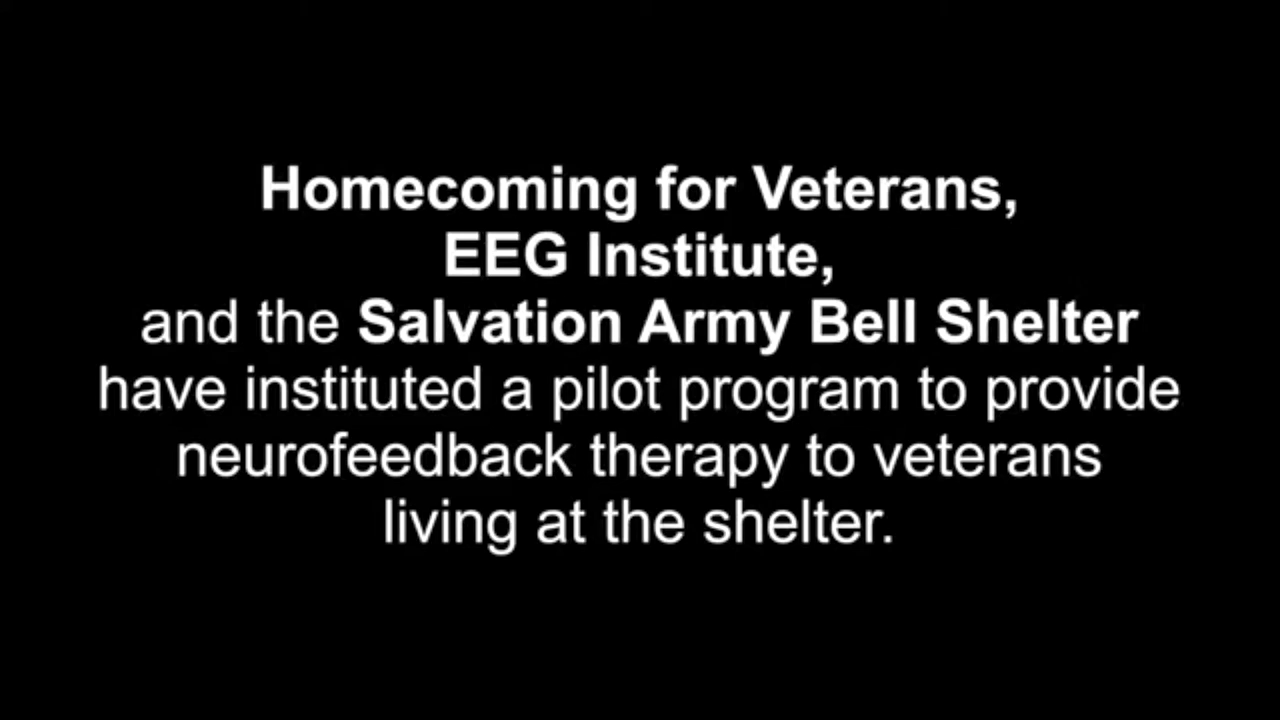 Homecoming for Veterans,
EEG Institute,
and the Salvation Army Bell Shelter
have instituted a pilot program to provide
neurofeedback therapy to veterans
living at the shelter.